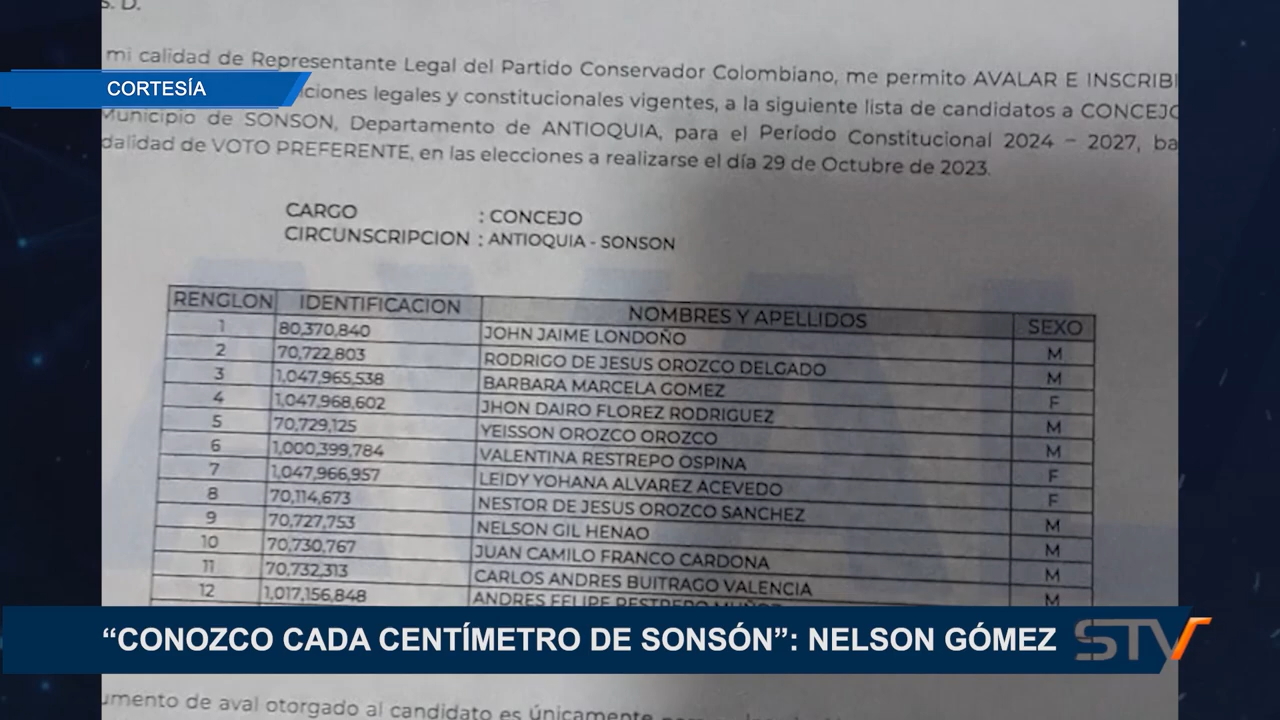 S. D.
mi calidad de Representante Legal del Partido Conservador Colombiano, me permito AVALAR E INSCRIBI
CORTESÍA
ciones legales y constitucionales vigentes, a la siguiente lista de candidatos a CONCEJO
Municipio de SONSON, Departamento de ANTIOQUIA, para el Período Constitucional 2024 – 2027, ba
dalidad de VOTO PREFERENTE, en las elecciones a realizarse el día 29 de Octubre de 2023.
CARGO : CONCEJO
CIRCUNSCRIPCION : ANTIOQUIA - SONSON
RENGLON IDENTIFICACION NOMBRES Y APELLIDOS SEXO
1 80,370,840 JOHN JAIME LONDOÑO M
2 70,722,803 RODRIGO DE JESUS OROZCO DELGADO M
3 1,047,965,538 BARBARA MARCELA GOMEZ F
4 1,047,968,602 JHON DAIRO FLOREZ RODRIGUEZ M
5 70,729,125 YEISSON OROZCO OROZCO M
6 1,000,399,784 VALENTINA RESTREPO OSPINA F
7 1,047,966,957 LEIDY YOHANA ALVAREZ ACEVEDO F
8 70,114,673 NESTOR DE JESUS OROZCO SANCHEZ M
9 70,727,753 NELSON GIL HENAO M
10 70,730,767 JUAN CAMILO FRANCO CARDONA M
11 70,732,313 CARLOS ANDRES BUITRAGO VALENCIA M
12 1,017,156,848 ANDRES FELIPE RESTREPO MUÑOZ
“CONOZCO CADA CENTÍMETRO DE SONSÓN”: NELSON GÓMEZ
STV
umento de aval otorgado al candidato es únicamente